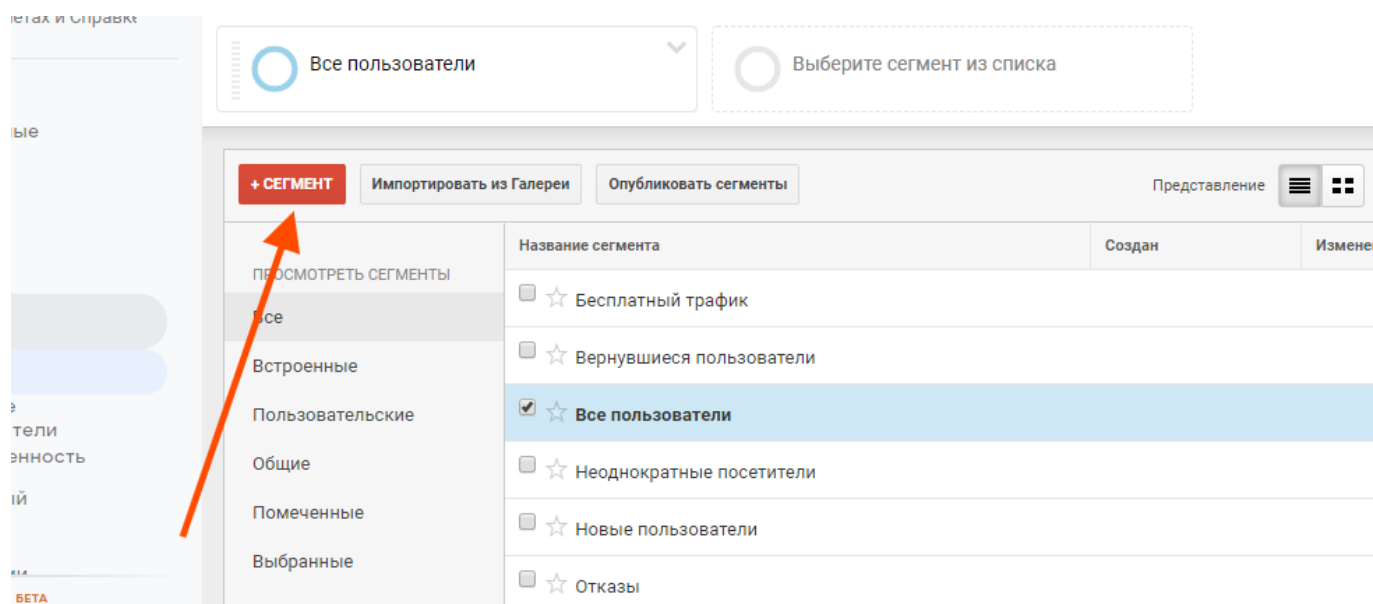 Все пользователи
Выберите сегмент из списка
ые
+ СЕГМЕНТ
Импортировать из Галереи
Опубликовать сегменты
Представление
Название сегмента
Создан
Измене
ПРОСМОТРЕТЬ СЕГМЕНТЫ
Все
Встроенные
Пользовательские
Общие
Помеченные
Выбранные
Бесплатный трафик
Вернувшиеся пользователи
Все пользователи
Неоднократные посетители
Новые пользователи
Отказы
тели
енность
ый
БЕТА